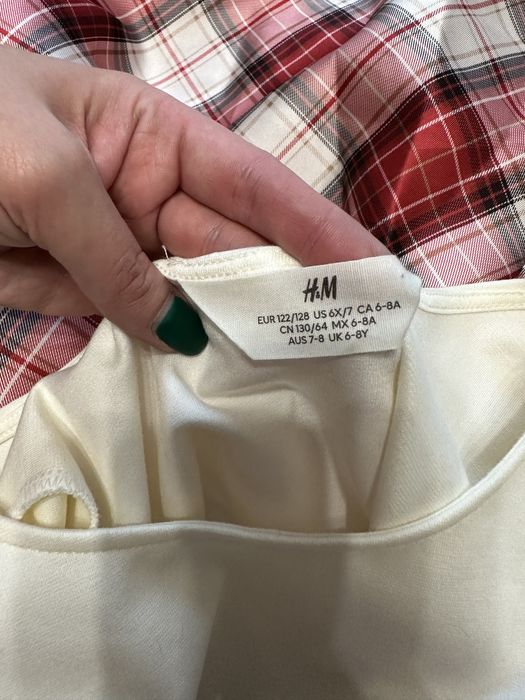 H&M
EUR 122/128 US 6X/7 CA 6-8A
CN 130/64 MX 6-8A
AUS 7-8 UK 6-8Y